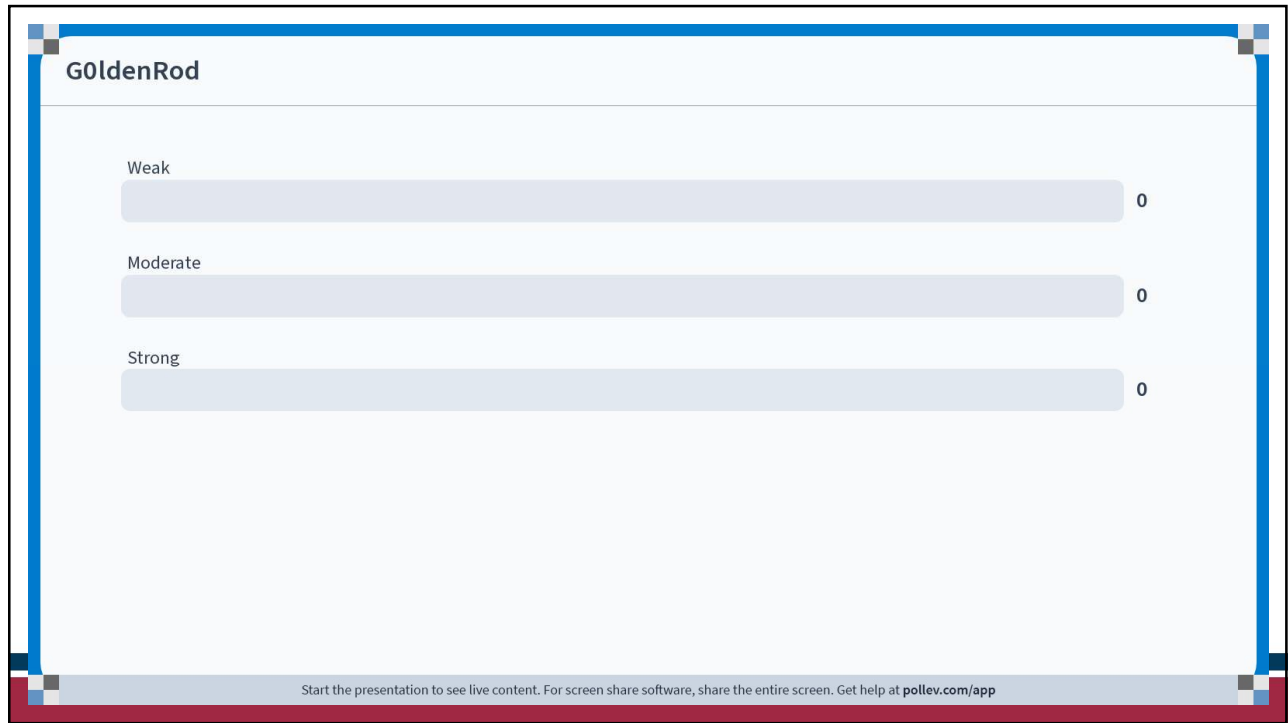 G0ldenRod
Weak
0
Moderate
0
Strong
0
Start the presentation to see live content. For screen share software, share the entire screen. Get help at pollev.com/app